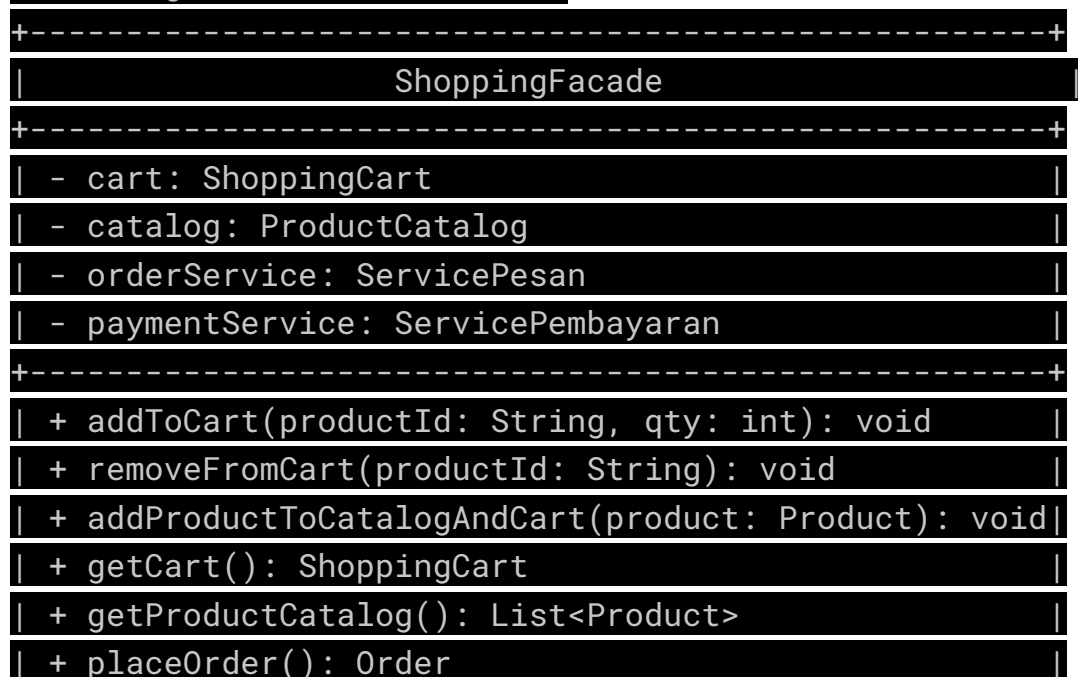 +-----------------------------------------------------+
|                   ShoppingFacade                     |
+-----------------------------------------------------+
| - cart: ShoppingCart                                |
| - catalog: ProductCatalog                           |
| - orderService: ServicePesan                        |
| - paymentService: ServicePembayaran                 |
+-----------------------------------------------------+
| + addToCart(productId: String, qty: int): void      |
| + removeFromCart(productId: String): void           |
| + addProductToCatalogAndCart(product: Product): void|
| + getCart(): ShoppingCart                           |
| + getProductCatalog(): List<Product>                |
| + placeOrder(): Order                               |